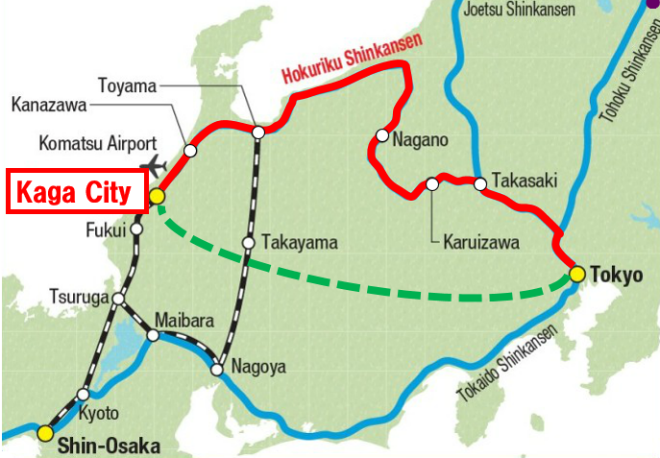 Joetsu Shinkansen
Tohoku Shinkansen
Hokuriku Shinkansen
Toyama
Kanazawa
Komatsu Airport
Nagano
Kaga City
Takasaki
Fukui
Takayama
Karuizawa
Tokyo
Tsuruga
Maibara
Nagoya
Tokaido Shinkansen
Kyoto
Shin-Osaka